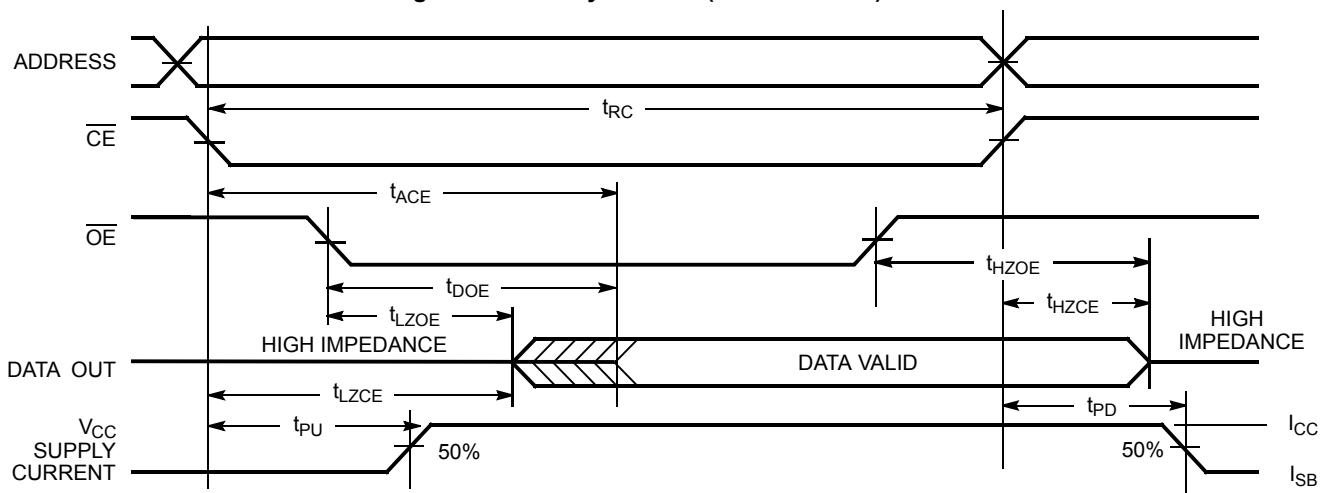 ADDRESS
tRC
CE
tACE
OE
tHZOE
tDOE
tHZCE
tLZOE
HIGH IMPEDANCE
HIGH
IMPEDANCE
DATA OUT
DATA VALID
tLZCE
tPD
VCC
SUPPLY
CURRENT
tPU
50%
50%
ICC
ISB